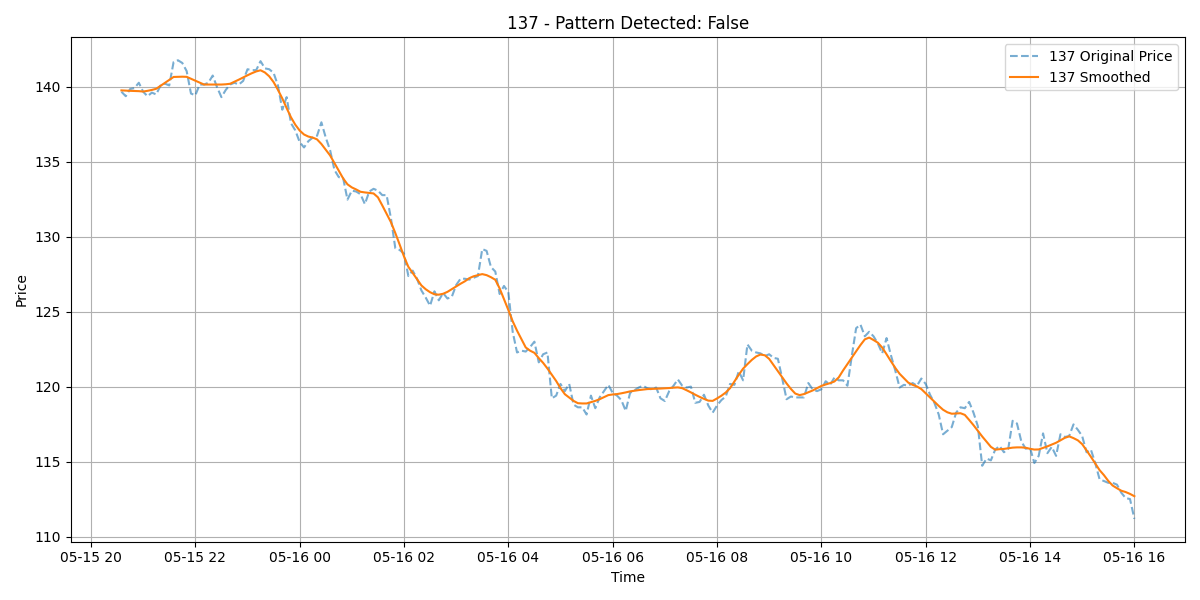 137 - Pattern Detected: False
137 Original Price
137 Smoothed
Price
140
135
130
125
120
115
110
05-15 20 05-15 22 05-16 00 05-16 02 05-16 04 05-16 06 05-16 08 05-16 10 05-16 12 05-16 14 05-16 16
Time